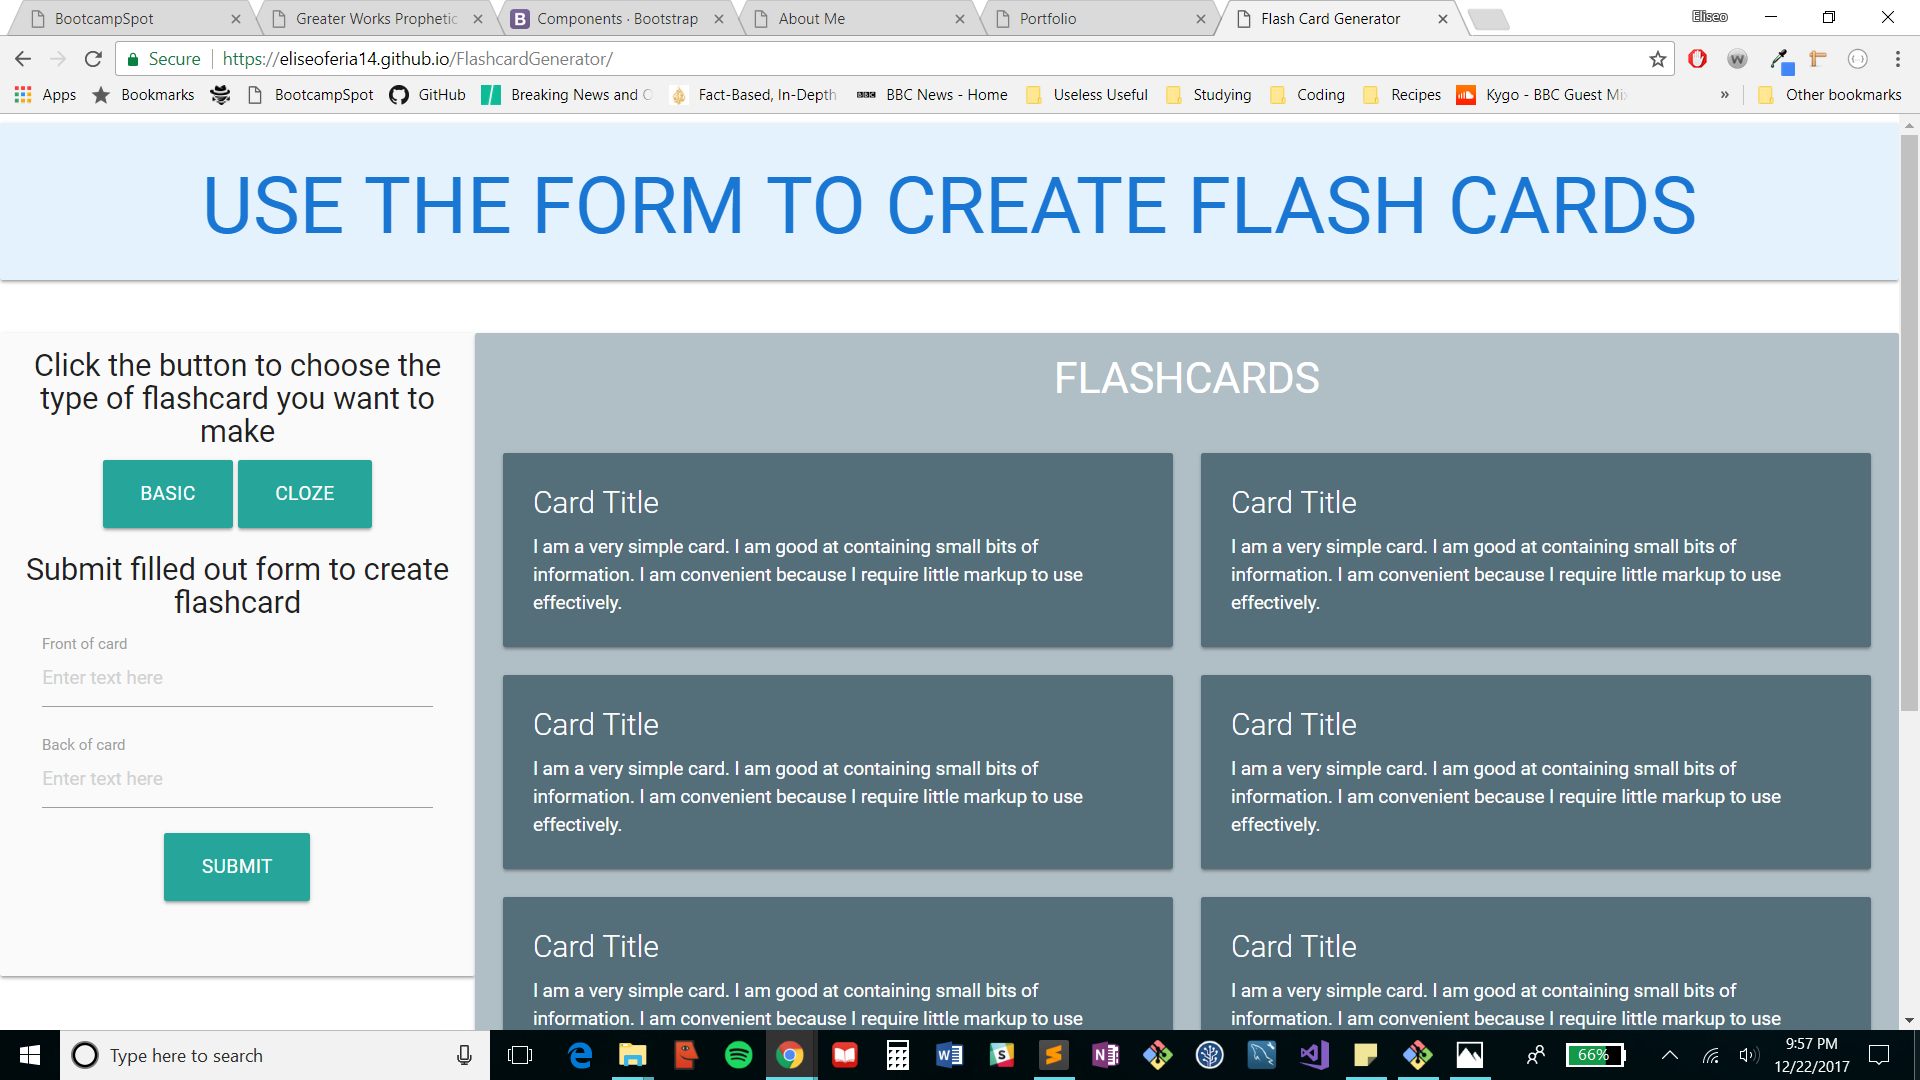 BootcampSpot
Greater Works Prophetic
Components · Bootstrap
About Me
Portfolio
Flash Card Generator
Eliseo
Secure
https://eliseoferia14.github.io/FlashcardGenerator/
Apps
Bookmarks
BootcampSpot
GitHub
Breaking News and O
Fact-Based, In-Depth
BBC
BBC News - Home
Useless Useful
Studying
Coding
Recipes
Kygo - BBC Guest Mix
»
Other bookmarks
USE THE FORM TO CREATE FLASH CARDS
Click the button to choose the
type of flashcard you want to
make
BASIC
CLOZE
Submit filled out form to create
flashcard
Front of card
Enter text here
Back of card
Enter text here
SUBMIT
FLASHCARDS
Card Title
I am a very simple card. I am good at containing small bits of
information. I am convenient because I require little markup to use
effectively.
Card Title
I am a very simple card. I am good at containing small bits of
information. I am convenient because I require little markup to use
effectively.
Card Title
I am a very simple card. I am good at containing small bits of
information. I am convenient because I require little markup to use
effectively.
Card Title
I am a very simple card. I am good at containing small bits of
information. I am convenient because I require little markup to use
effectively.
Card Title
I am a very simple card. I am good at containing small bits of
information. I am convenient because I require little markup to use
Card Title
I am a very simple card. I am good at containing small bits of
information. I am convenient because I require little markup to use
Type here to search
66%
9:57 PM
12/22/2017